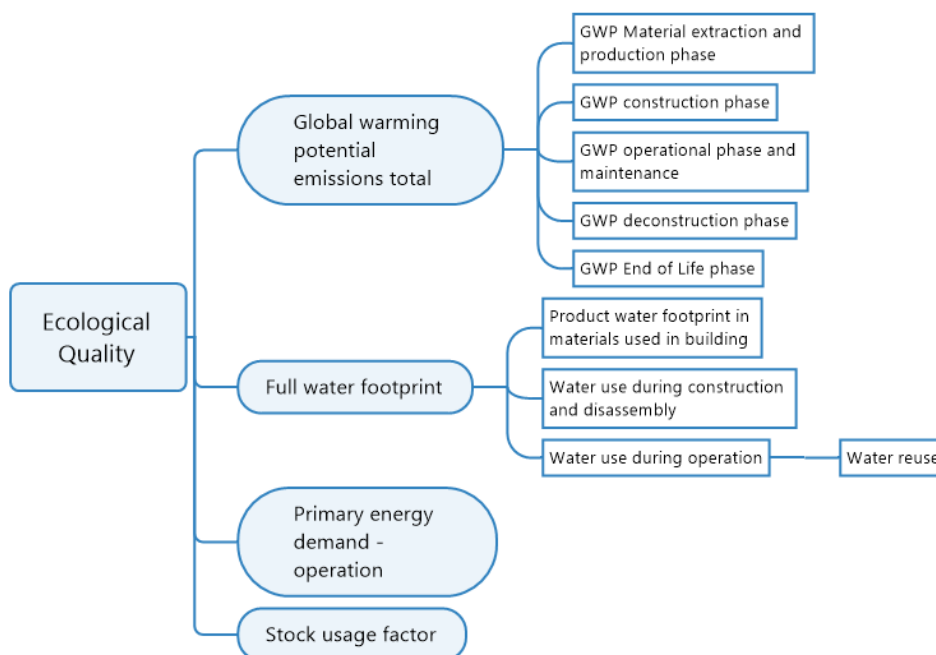 Ecological
Quality
Global warming
potential
emissions total
GWP Material extraction and
production phase
GWP construction phase
GWP operational phase and
maintenance
GWP deconstruction phase
GWP End of Life phase
Full water footprint
Product water footprint in
materials used in building
Water use during construction
and disassembly
Water use during operation
Water reuse
Primary energy
demand -
operation
Stock usage factor